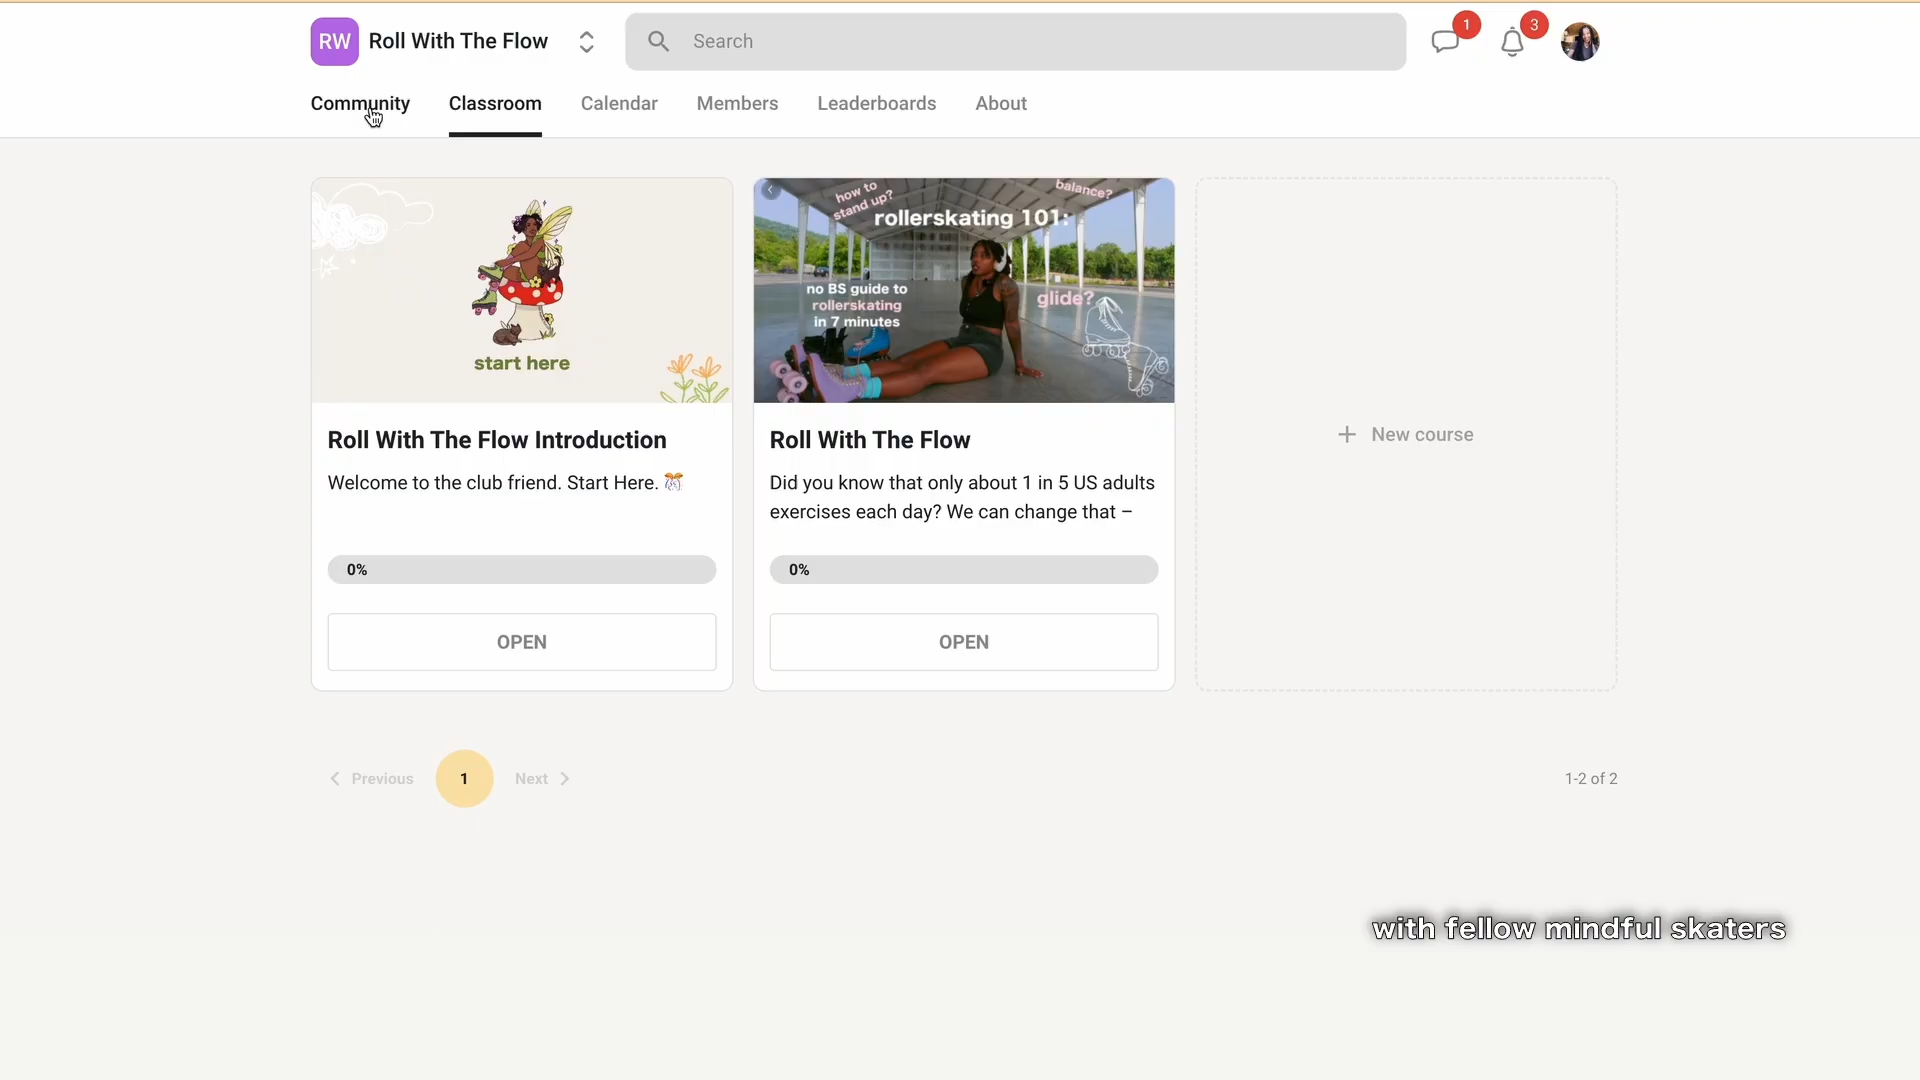 RW Roll With The Flow
Search
1
3
Community Classroom Calendar Members Leaderboards About
start here
how to
stand up?
balance?
rollerskating 101:
no BS guide to
rollerskating
in 7 minutes
glide?
Roll With The Flow Introduction
Welcome to the club friend. Start Here.
0%
OPEN
Roll With The Flow
Did you know that only about 1 in 5 US adults
exercises each day? We can change that –
0%
OPEN
+ New course
Previous 1 Next
1-2 of 2
with fellow mindful skaters